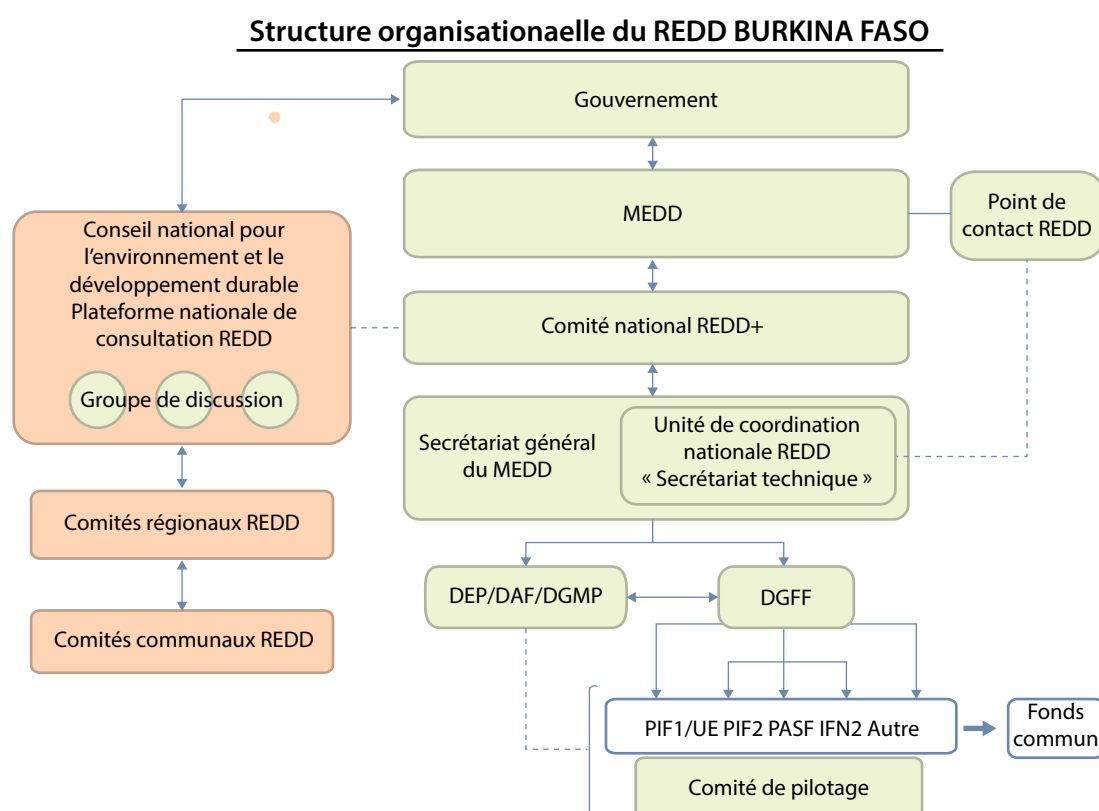 Structure organisationaelle du REDD BURKINA FASO
Gouvernement
MEDD
Point de
contact REDD
Conseil national pour
l'environnement et le
développement durable
Plateforme nationale de
consultation REDD
Groupe de discussion
Comité national REDD+
Secrétariat général
du MEDD
Unité de coordination
nationale REDD
« Secrétariat technique »
Comités régionaux REDD
Comités communaux REDD
DEP/DAF/DGMP
DGFF
PIF1/UE PIF2 PASF IFN2 Autre
Fonds
commun
Comité de pilotage